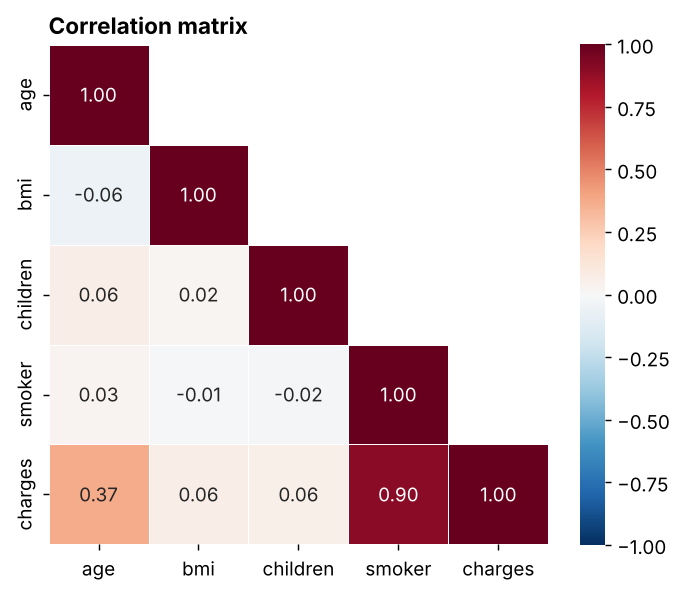 Correlation matrix
age 1.00
bmi -0.06 1.00
children 0.06 0.02 1.00
smoker 0.03 -0.01 -0.02 1.00
charges 0.37 0.06 0.06 0.90 1.00
age bmi children smoker charges
1.00
0.75
0.50
0.25
0.00
−0.25
−0.50
−0.75
−1.00